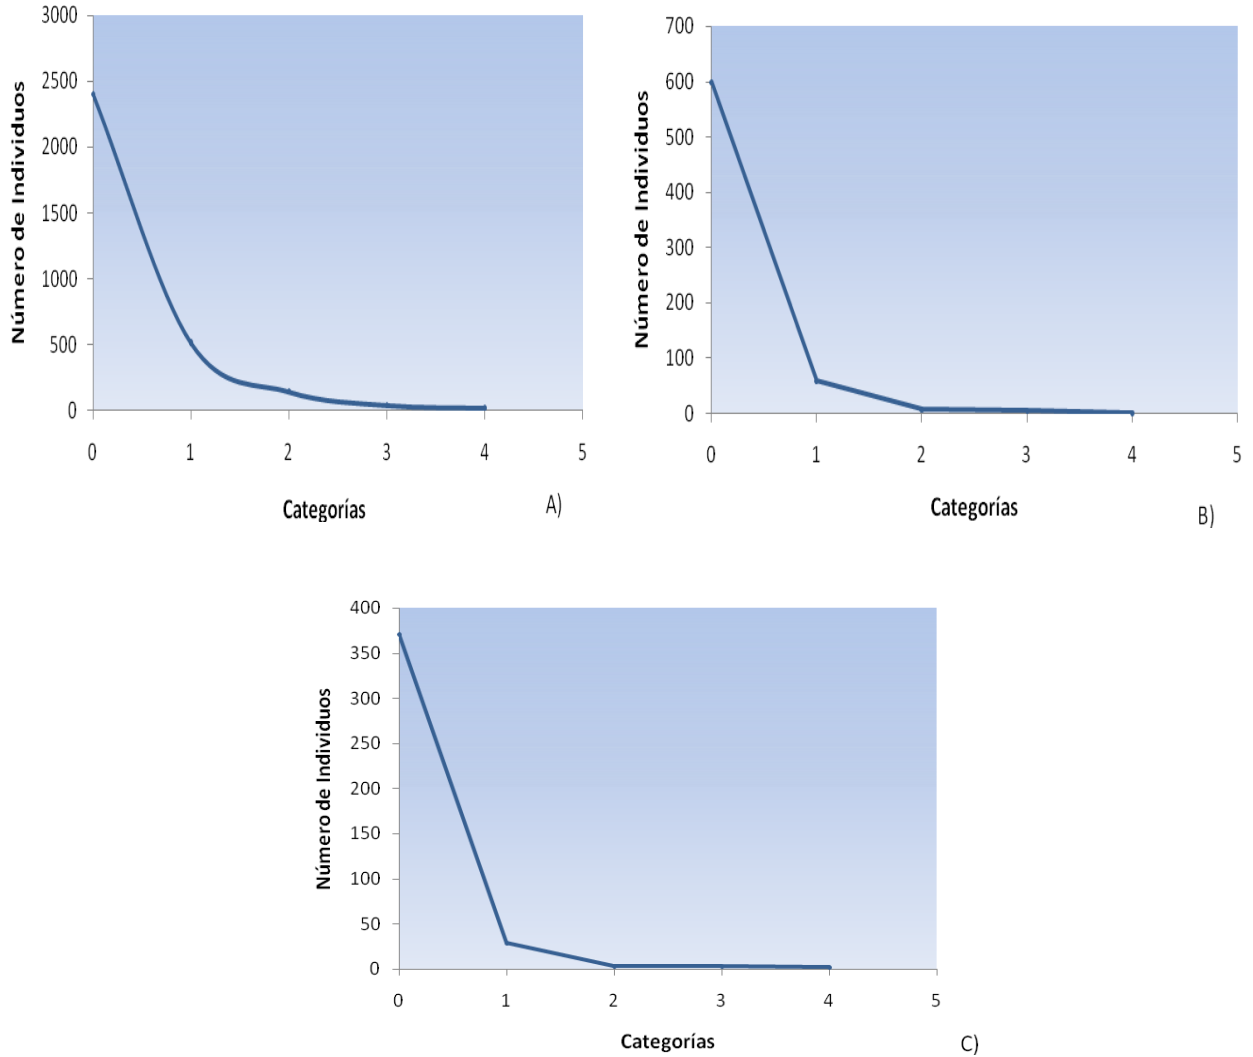 3000
2500
2000
1500
1000
500
0
Número de Individuos
0 1 2 3 4 5
Categorías
A)
700
600
500
400
300
200
100
0
Número de Individuos
0 1 2 3 4 5
Categorías
B)
400
350
300
250
200
150
100
50
0
Número de Individuos
0 1 2 3 4 5
Categorías
C)